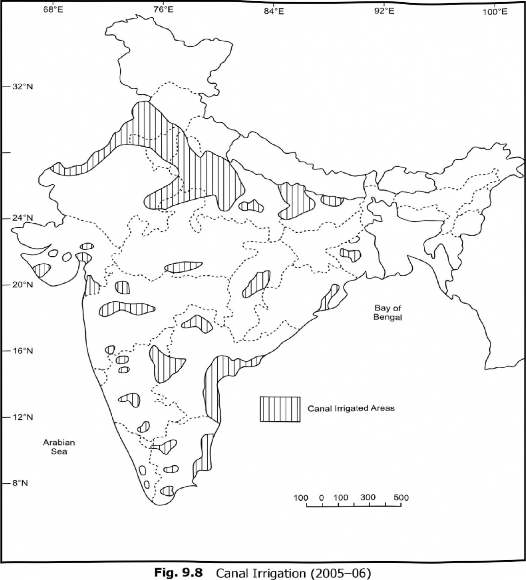 68°E 76°E 84°E 92°E 100°E
32°N
24°N
20°N
Bay of
Bengal
16°N
Canal Irrigated Areas
12°N
Arabian
Sea
8°N
100 0 100 300 500
Fig. 9.8 Canal Irrigation (2005–06)